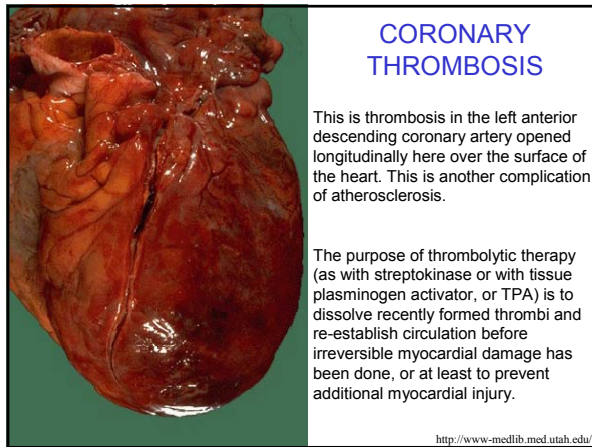 CORONARY
THROMBOSIS
This is thrombosis in the left anterior
descending coronary artery opened
longitudinally here over the surface of
the heart. This is another complication
of atherosclerosis.
The purpose of thrombolytic therapy
(as with streptokinase or with tissue
plasminogen activator, or TPA) is to
dissolve recently formed thrombi and
re-establish circulation before
irreversible myocardial damage has
been done, or at least to prevent
additional myocardial injury.
http://www-medlib.med.utah.edu/